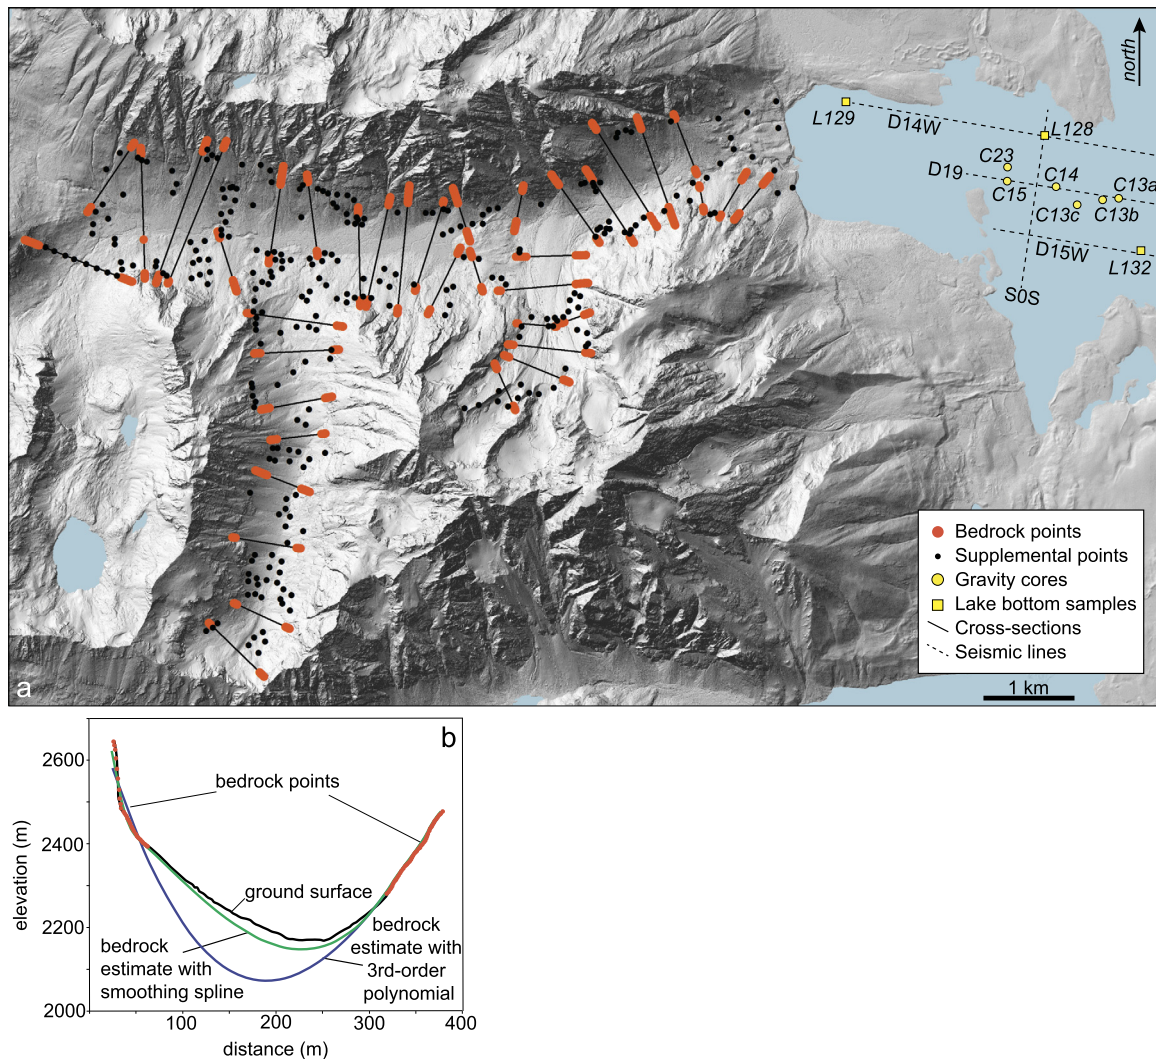 north
L129
D14W
L128
C23
D19
C14
C15
C13a
C13c
C13b
D15W
L132
S0S
Bedrock points
Supplemental points
Gravity cores
Lake bottom samples
Cross-sections
Seismic lines
1 km
a
b
2600
2400
2200
2000
elevation (m)
bedrock points
ground surface
bedrock
estimate with
smoothing spline
bedrock
estimate with
3rd-order
polynomial
100
200
300
400
distance (m)